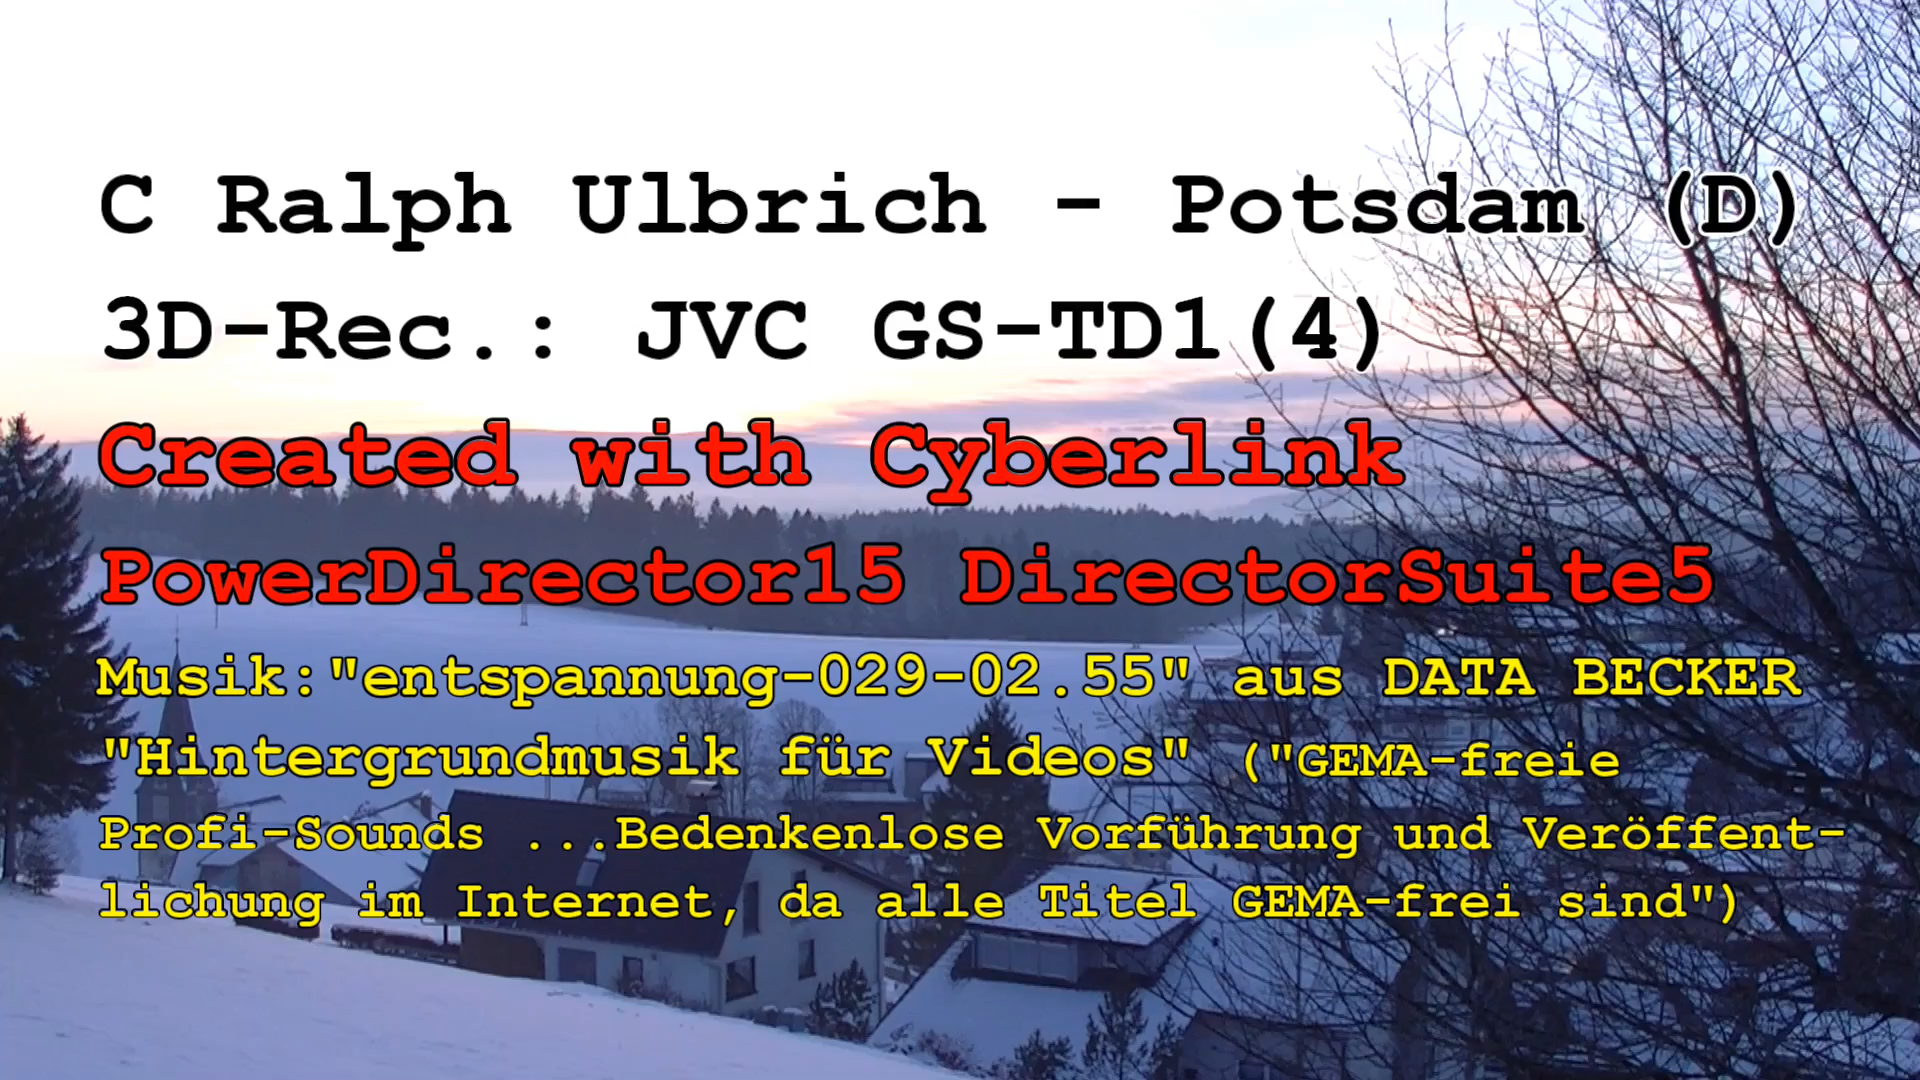 C Ralph Ulbrich - Potsdam (D)
3D-Rec.: JVC GS-TD1(4)
Created with Cyberlink
PowerDirector15 DirectorSuite5
Musik:"entspannung-029-02.55" aus DATA BECKER
"Hintergrundmusik für Videos" ("GEMA-freie
Profi-Sounds ...Bedenkenlose Vorführung und Veröffent-
lichung im Internet, da alle Titel GEMA-frei sind")